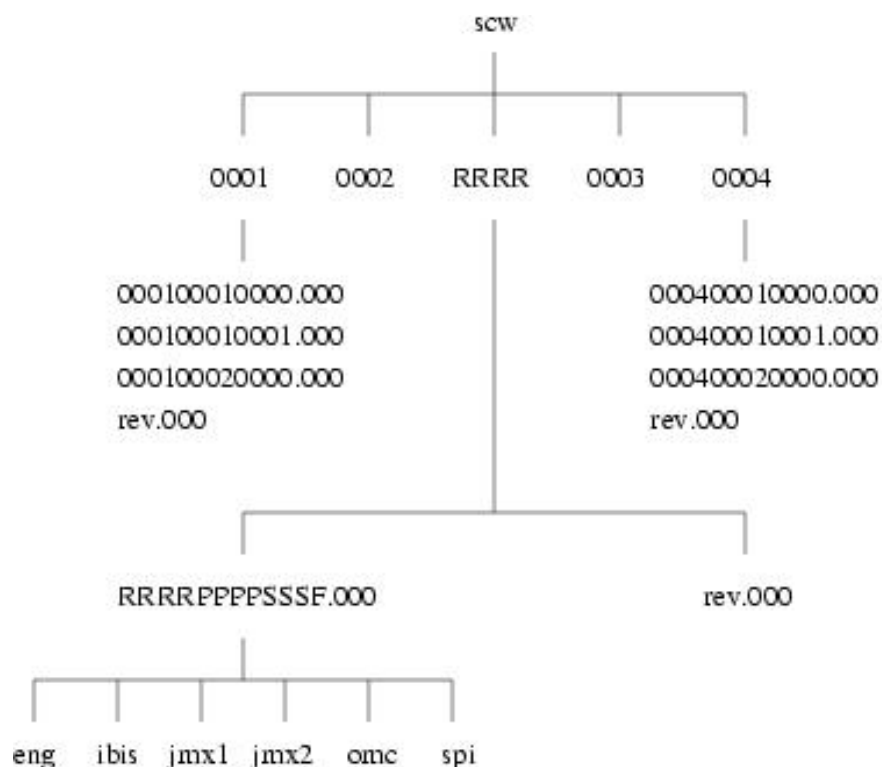 scw
0001 0002 RRRR 0003 0004
000100010000.000 000400010000.000
000100010001.000 000400010001.000
000100020000.000 000400020000.000
rev.000 rev.000
RRRRPPPPSSSF.000 rev.000
eng ibis jmx1 jmx2 omc spi